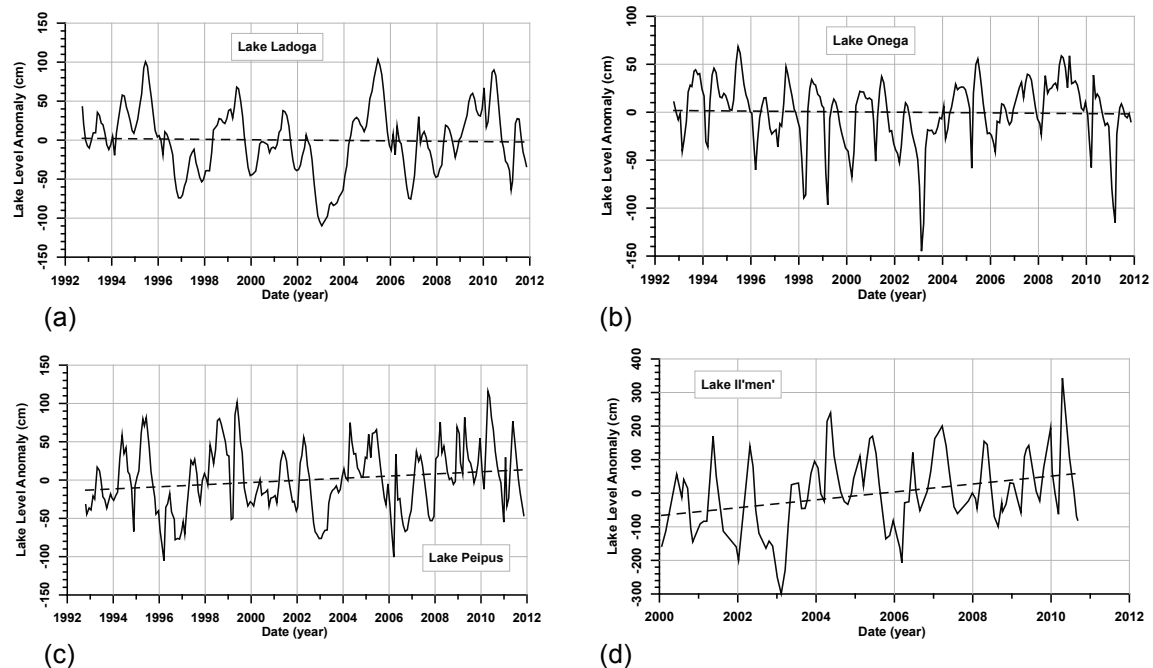 Lake Level Anomaly (cm)
150
100
50
0
-50
-100
-150
Lake Ladoga
1992 1994 1996 1998 2000 2002 2004 2006 2008 2010 2012
Date (year)
(a)
Lake Level Anomaly (cm)
100
50
0
-50
-100
-150
Lake Onega
1992 1994 1996 1998 2000 2002 2004 2006 2008 2010 2012
Date (year)
(b)
Lake Level Anomaly (cm)
150
100
50
0
-50
-100
-150
Lake Peipus
1992 1994 1996 1998 2000 2002 2004 2006 2008 2010 2012
Date (year)
(c)
Lake Level Anomaly (cm)
400
300
200
100
0
-100
-200
-300
Lake Il'men'
2000 2002 2004 2006 2008 2010 2012
Date (year)
(d)